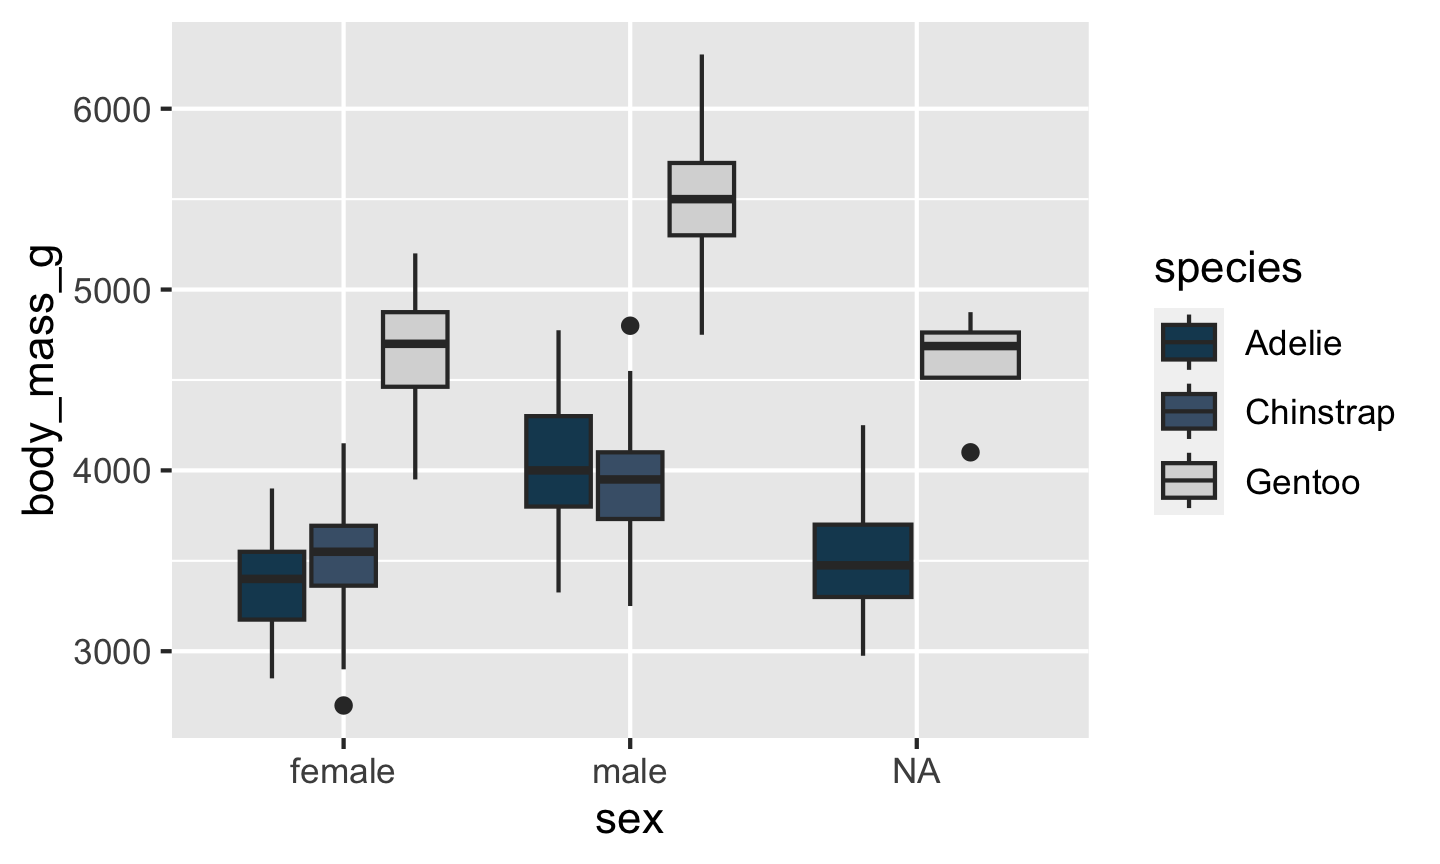 body_mass_g
6000
5000
4000
3000
female
male
NA
sex
species
Adelie
Chinstrap
Gentoo